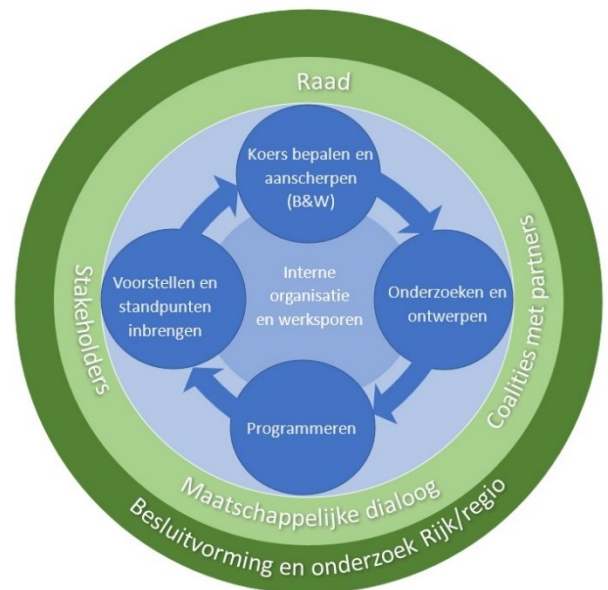 Raad
Koers bepalen en
aanscherpen
(B&W)
Voorstellen en
standpunten
inbrengen
Interne
organisatie
en werksporen
Onderzoeken en
ontwerpen
Programmeren
Stakeholders
Coalities met partners
Maatschappelijke dialoog
Besluitvorming en onderzoek Rijk/regio